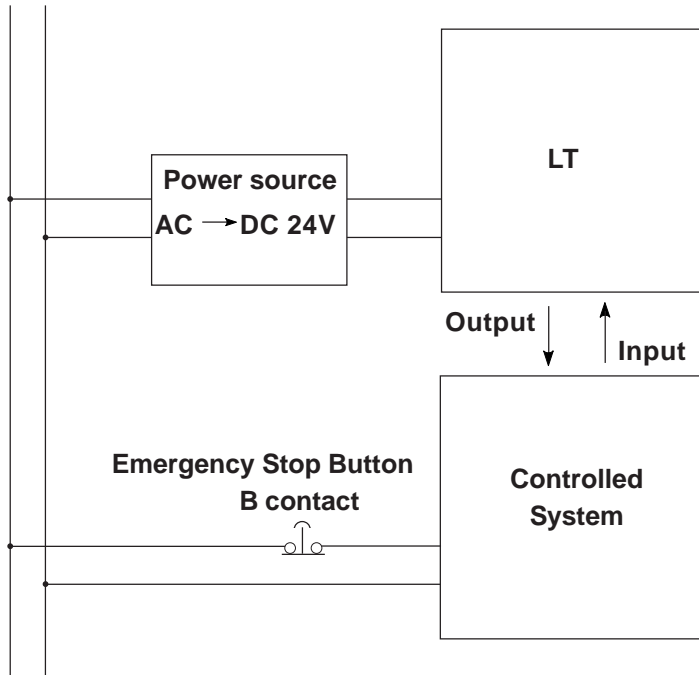 LT
Power source
AC → DC 24V
Output
Input
Emergency Stop Button
B contact
Controlled
System